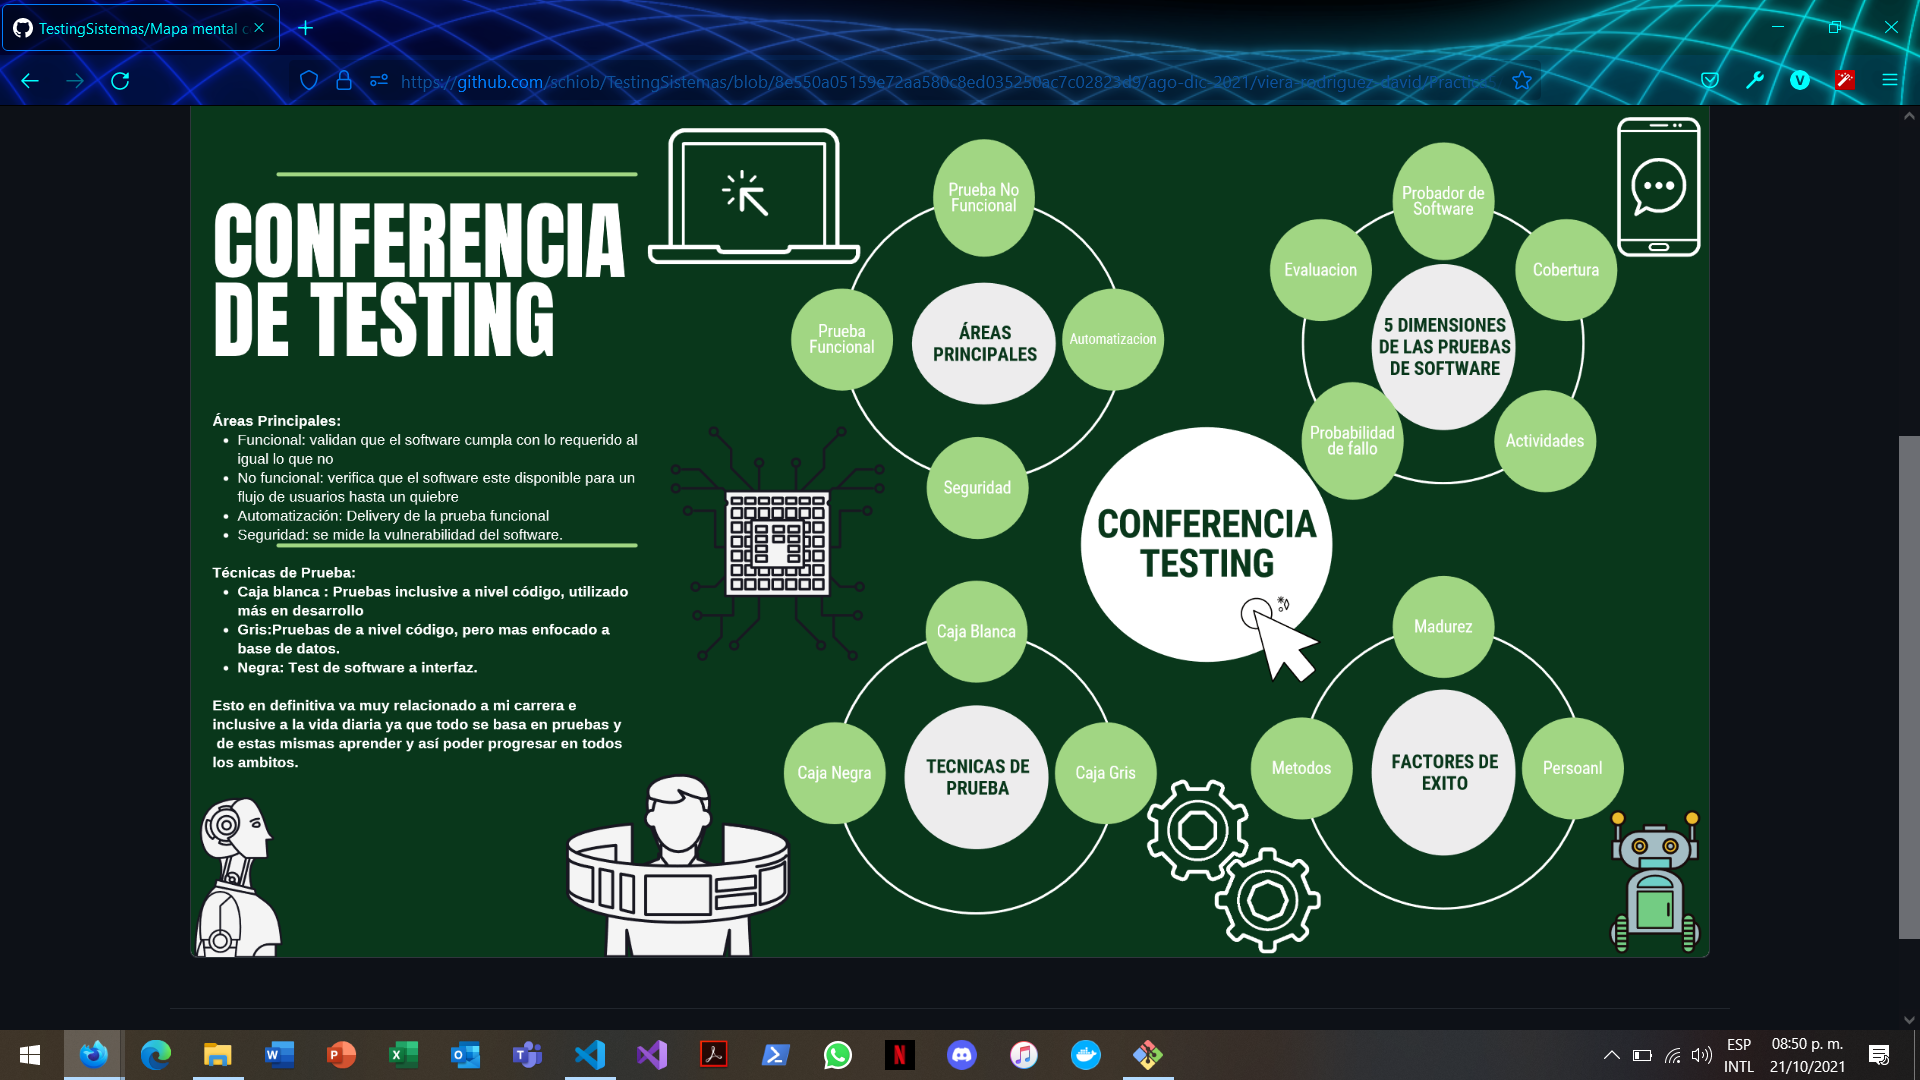 TestingSistemas/Mapa mental
https://github.com/schiob/TestingSistemas/blob/8e550a05159e72aa580c8ed035250ac7c02823d9/ago-dic-2021/viera-rodriguez-david/Practic
CONFERENCIA
DE TESTING
Áreas Principales:
• Funcional: validan que el software cumpla con lo requerido al
igual lo que no
• No funcional: verifica que el software este disponible para un
flujo de usuarios hasta un quiebre
• Automatización: Delivery de la prueba funcional
• Seguridad: se mide la vulnerabilidad del software.
Técnicas de Prueba:
• Caja blanca : Pruebas inclusive a nivel código, utilizado
más en desarrollo
• Gris:Pruebas de a nivel código, pero mas enfocado a
base de datos.
• Negra: Test de software a interfaz.
Esto en definitiva va muy relacionado a mi carrera e
inclusive a la vida diaria ya que todo se basa en pruebas y
de estas mismas aprender y así poder progresar en todos
los ambitos.
Prueba No
Funcional
Prueba
Funcional
ÁREAS
PRINCIPALES
Automatizacion
Seguridad
Probador de
Software
Evaluacion
Cobertura
5 DIMENSIONES
DE LAS PRUEBAS
DE SOFTWARE
Probabilidad
de fallo
Actividades
CONFERENCIA
TESTING
Caja Blanca
Caja Negra
TECNICAS DE
PRUEBA
Caja Gris
Madurez
Metodos
FACTORES DE
EXITO
Persoanl
ESP
INTL
08:50 p. m.
21/10/2021